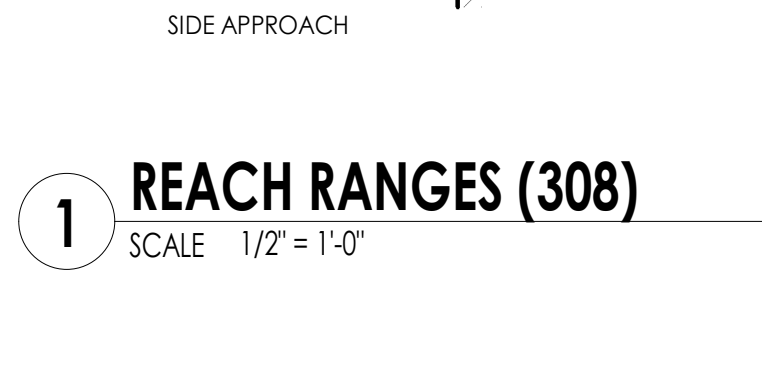 SIDE APPROACH
REACH RANGES (308)
1
SCALE 1/2" = 1'-0"